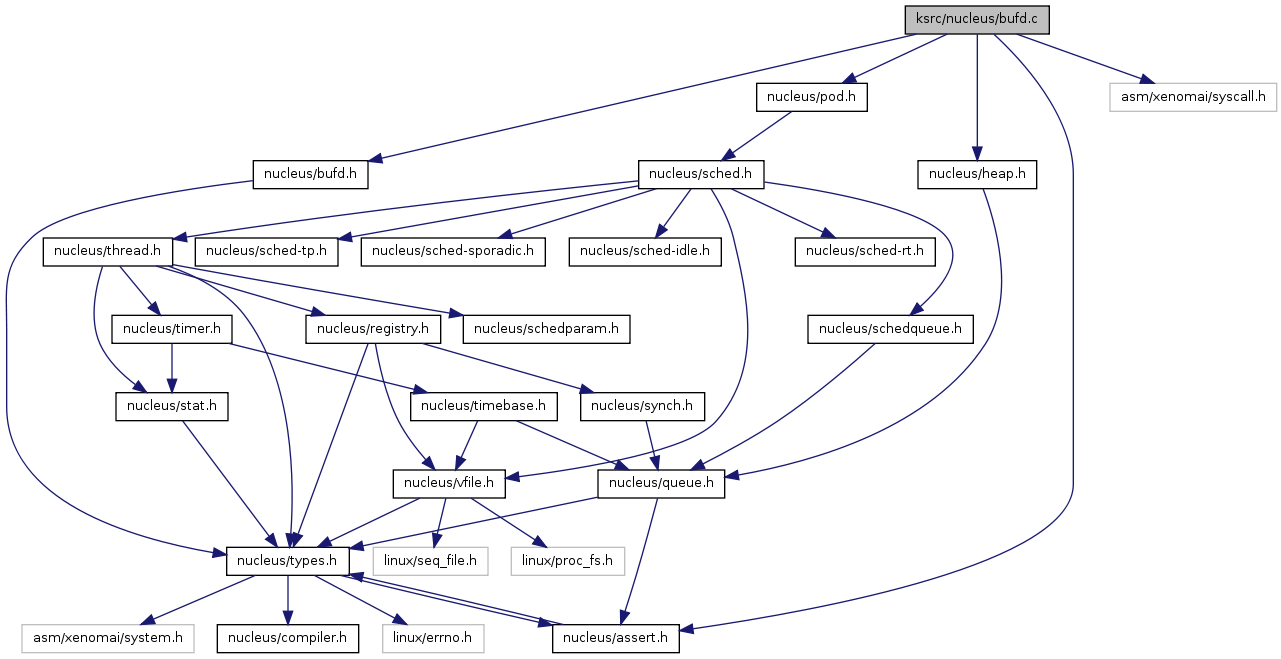 ksrc/nucleus/bufd.c
nucleus/pod.h
asm/xenomai/syscall.h
nucleus/bufd.h
nucleus/sched.h
nucleus/heap.h
nucleus/thread.h
nucleus/sched-tp.h
nucleus/sched-sporadic.h
nucleus/sched-idle.h
nucleus/sched-rt.h
nucleus/timer.h
nucleus/registry.h
nucleus/schedparam.h
nucleus/schedqueue.h
nucleus/stat.h
nucleus/timebase.h
nucleus/synch.h
nucleus/vfile.h
nucleus/queue.h
nucleus/types.h
linux/seq_file.h
linux/proc_fs.h
asm/xenomai/system.h
nucleus/compiler.h
linux/errno.h
nucleus/assert.h